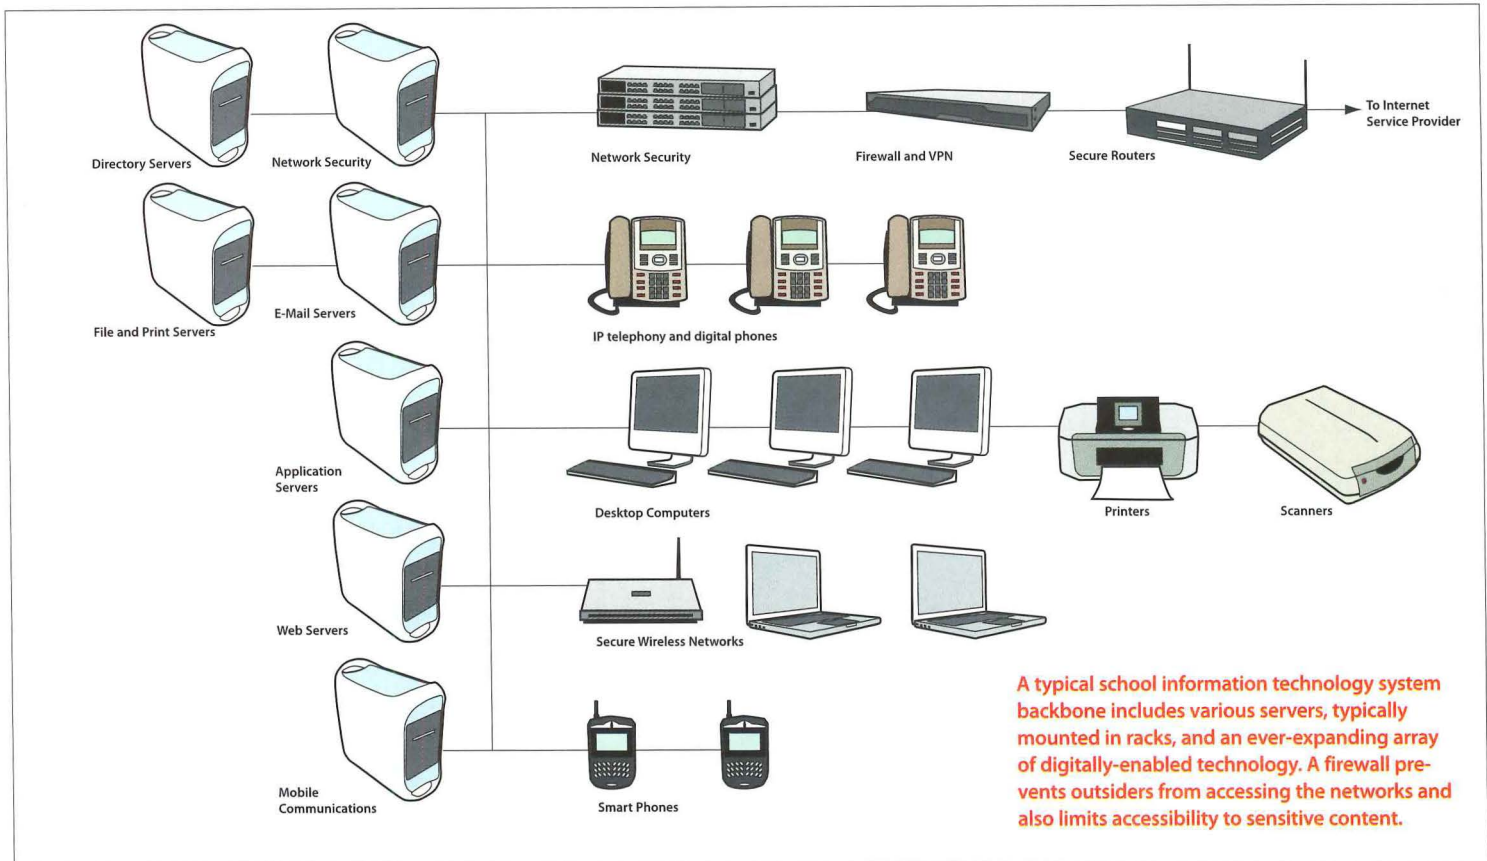 To Internet
Service Provider
Directory Servers
Network Security
Network Security
Firewall and VPN
Secure Routers
File and Print Servers
E-Mail Servers
IP telephony and digital phones
Application
Servers
Desktop Computers
Printers
Scanners
Web Servers
Secure Wireless Networks
Mobile
Communications
Smart Phones
A typical school information technology system
backbone includes various servers, typically
mounted in racks, and an ever-expanding array
of digitally-enabled technology. A firewall pre-
vents outsiders from accessing the networks and
also limits accessibility to sensitive content.